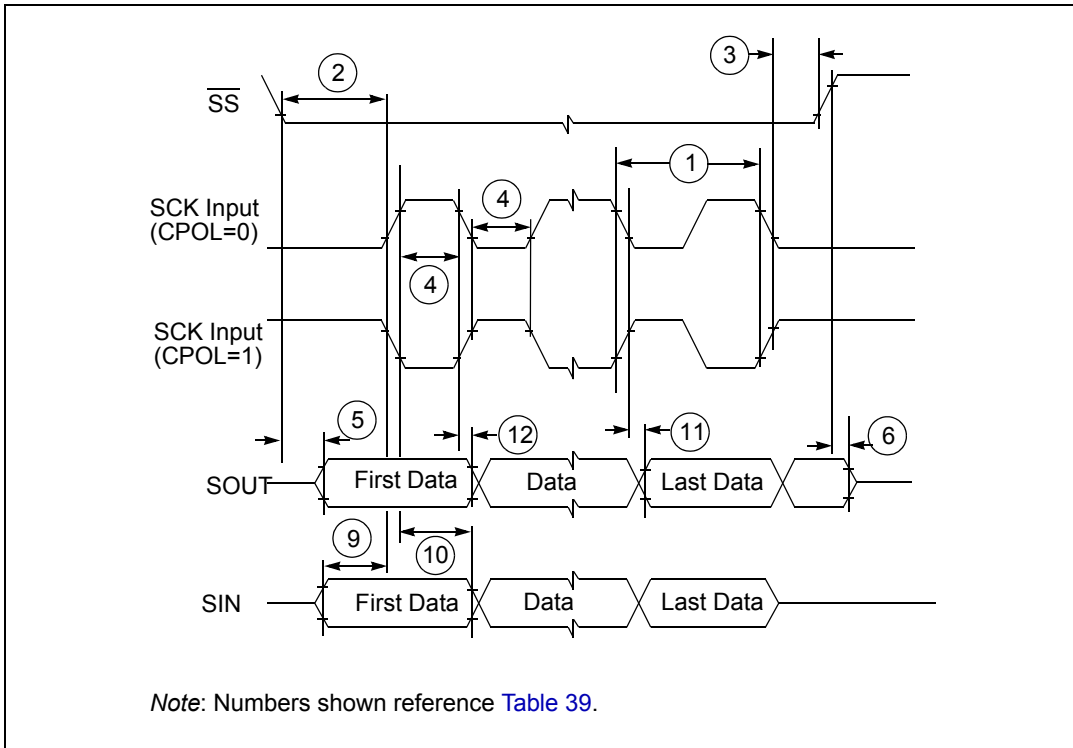 3
2
SS
1
SCK Input
(CPOL=0)
4
4
SCK Input
(CPOL=1)
5
12
11
6
SOUT
First Data
Data
Last Data
9
10
SIN
First Data
Data
Last Data
Note: Numbers shown reference Table 39.